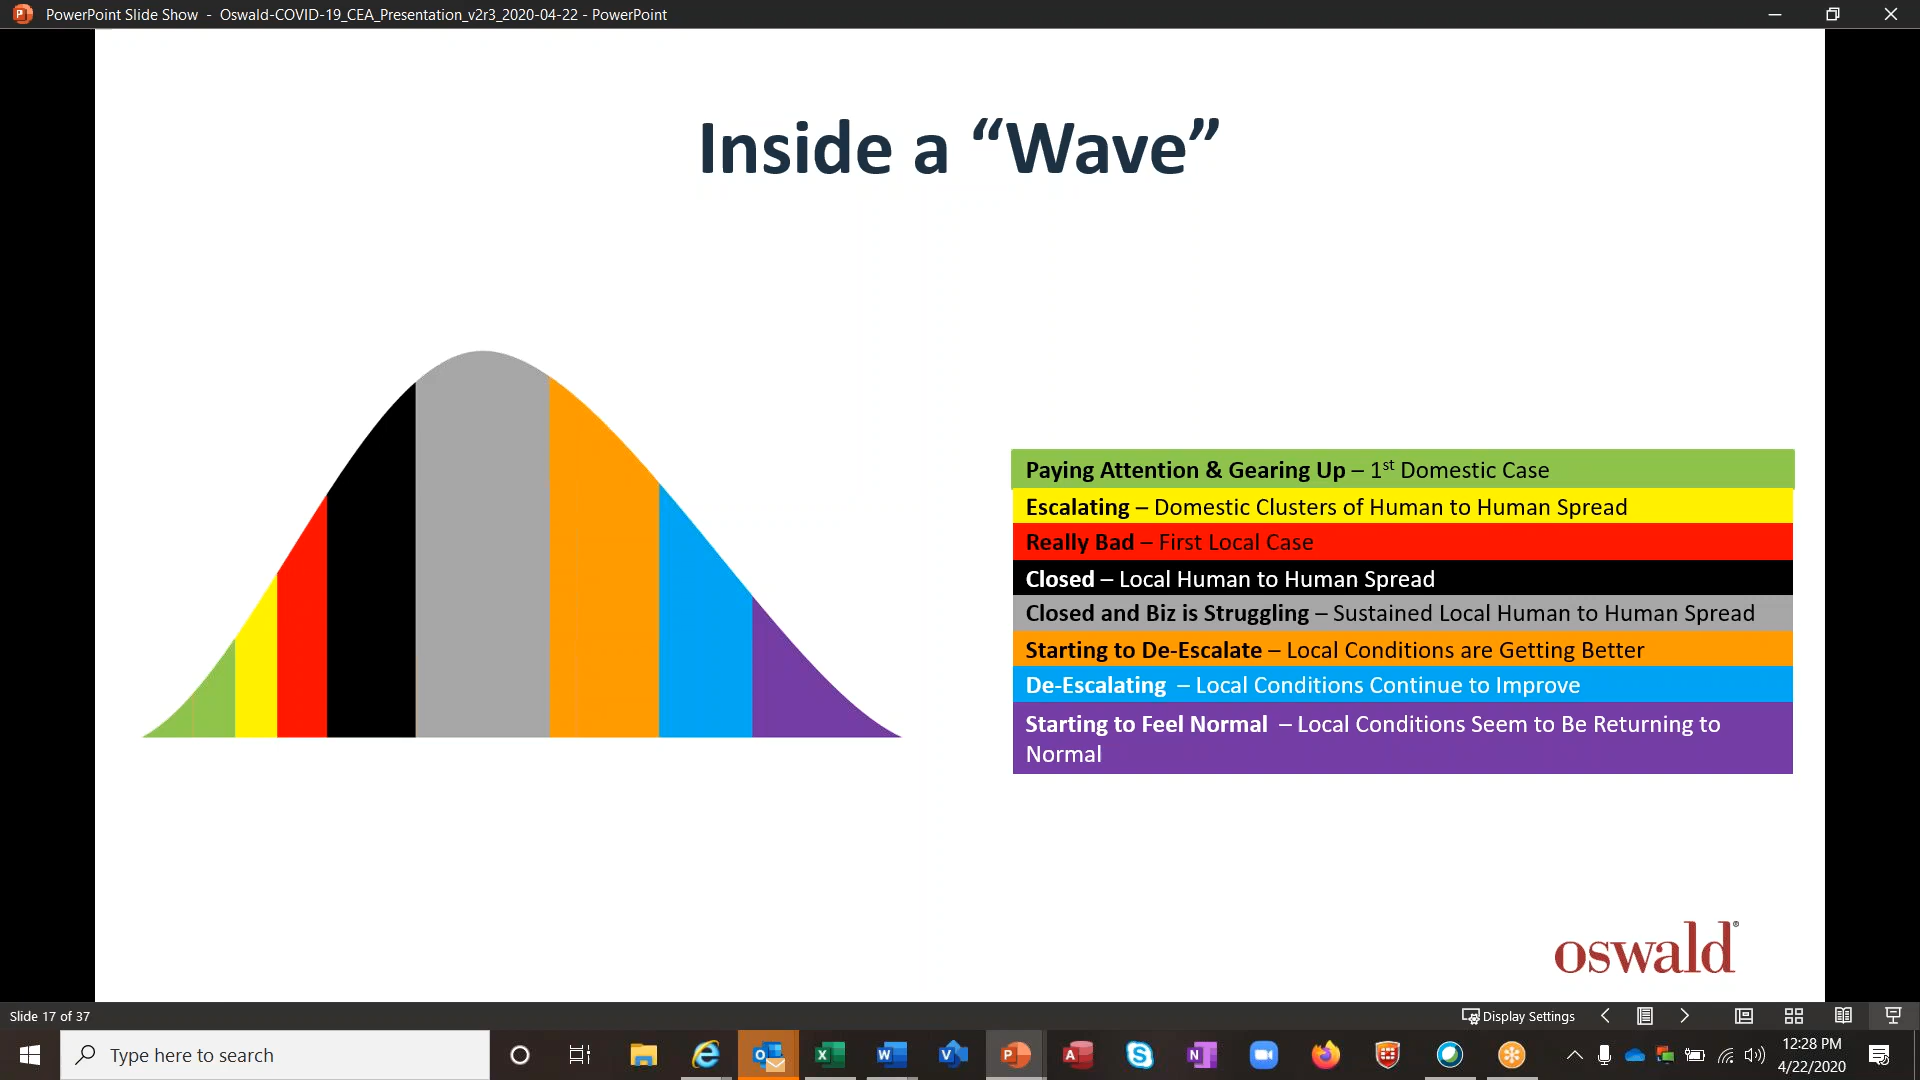 PowerPoint Slide Show - Oswald-COVID-19_CEA_Presentation_v2r3_2020-04-22 - PowerPoint
Inside a “Wave”
Paying Attention & Gearing Up – 1st Domestic Case
Escalating – Domestic Clusters of Human to Human Spread
Really Bad – First Local Case
Closed – Local Human to Human Spread
Closed and Biz is Struggling – Sustained Local Human to Human Spread
Starting to De-Escalate – Local Conditions are Getting Better
De-Escalating – Local Conditions Continue to Improve
Starting to Feel Normal – Local Conditions Seem to Be Returning to
Normal
oswald®
Slide 17 of 37
Display Settings
Type here to search
12:28 PM
4/22/2020